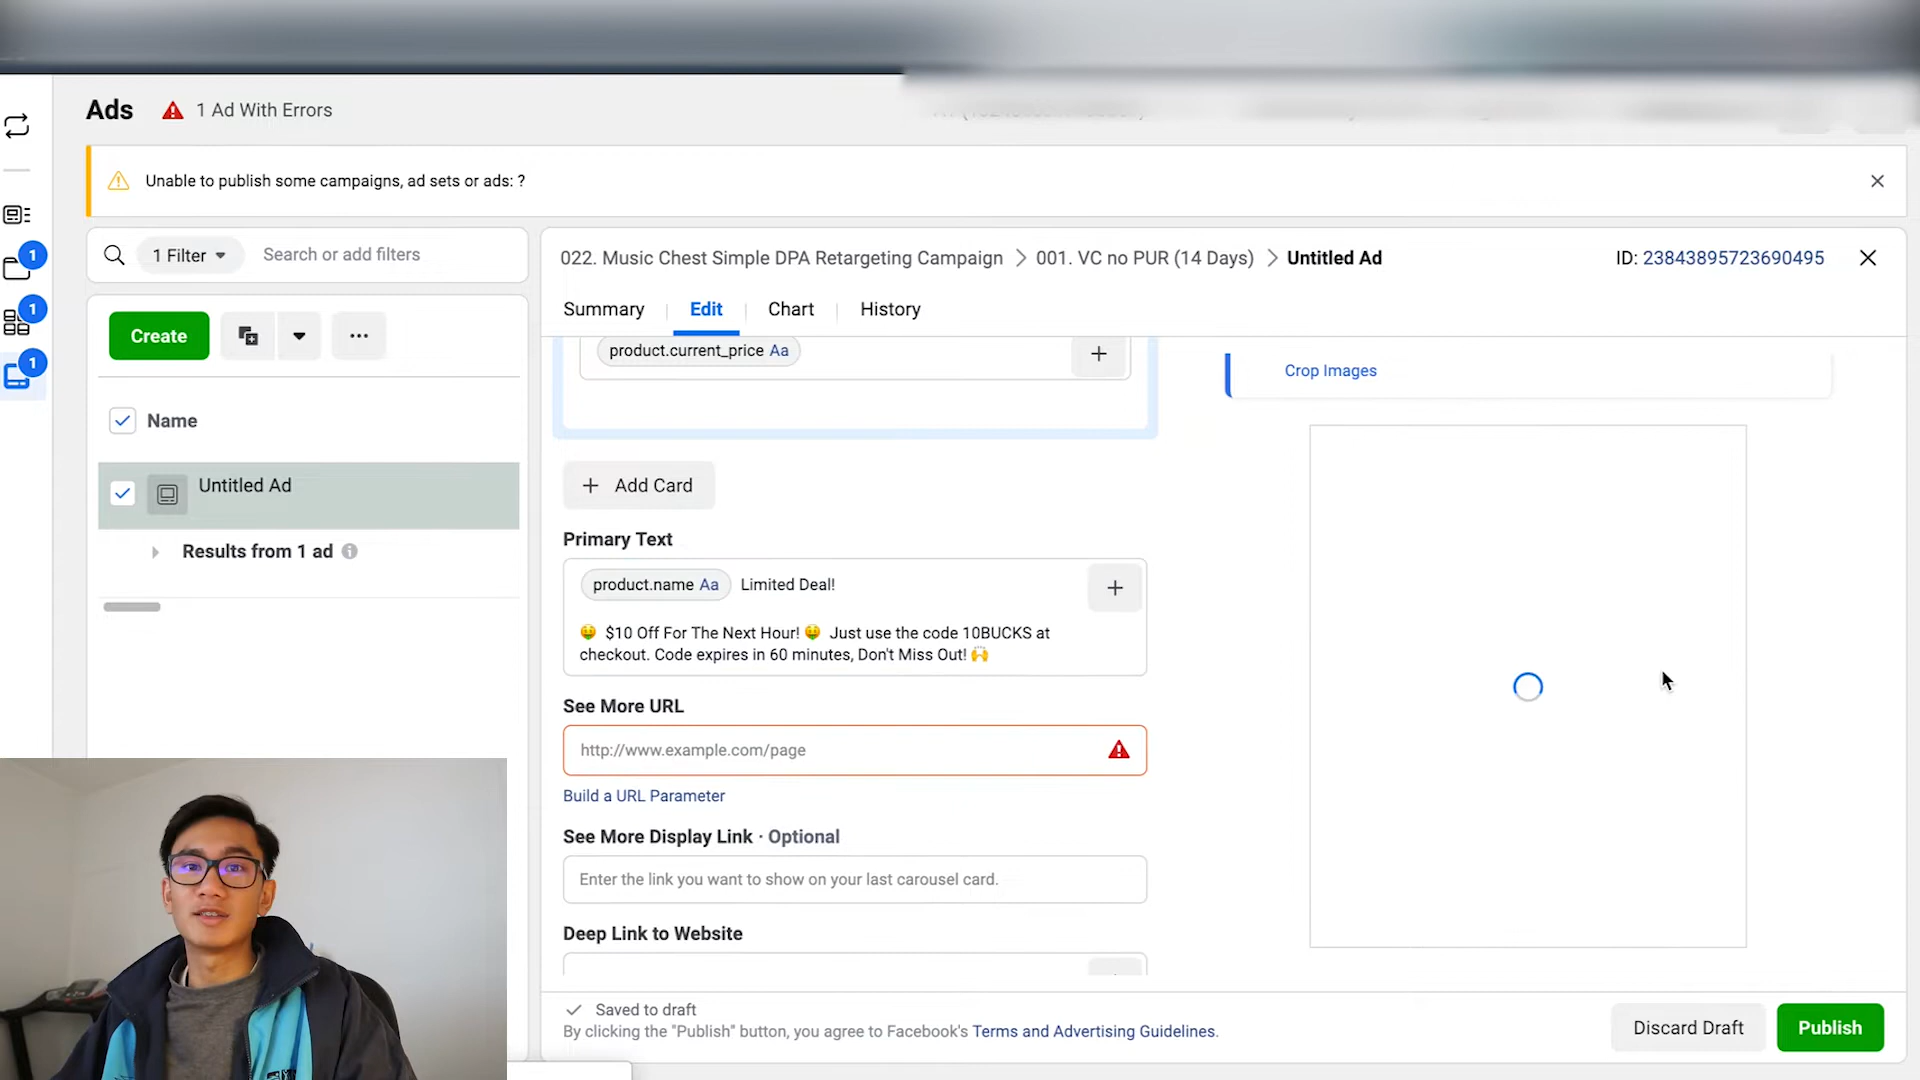 Ads
1 Ad With Errors
Unable to publish some campaigns, ad sets or ads: ?
1 Filter
Search or add filters
022. Music Chest Simple DPA Retargeting Campaign
001. VC no PUR (14 Days)
Untitled Ad
ID: 23843895723690495
Summary
Edit
Chart
History
Create
1
1
1
Name
Untitled Ad
Results from 1 ad
product.current_price Aa
+
Crop Images
+ Add Card
Primary Text
product.name Aa Limited Deal!
+
🤑 $10 Off For The Next Hour! 🤑 Just use the code 10BUCKS at
checkout. Code expires in 60 minutes, Don't Miss Out! 🙌
See More URL
http://www.example.com/page
Build a URL Parameter
See More Display Link · Optional
Enter the link you want to show on your last carousel card.
Deep Link to Website
Saved to draft
By clicking the "Publish" button, you agree to Facebook's Terms and Advertising Guidelines.
Discard Draft
Publish